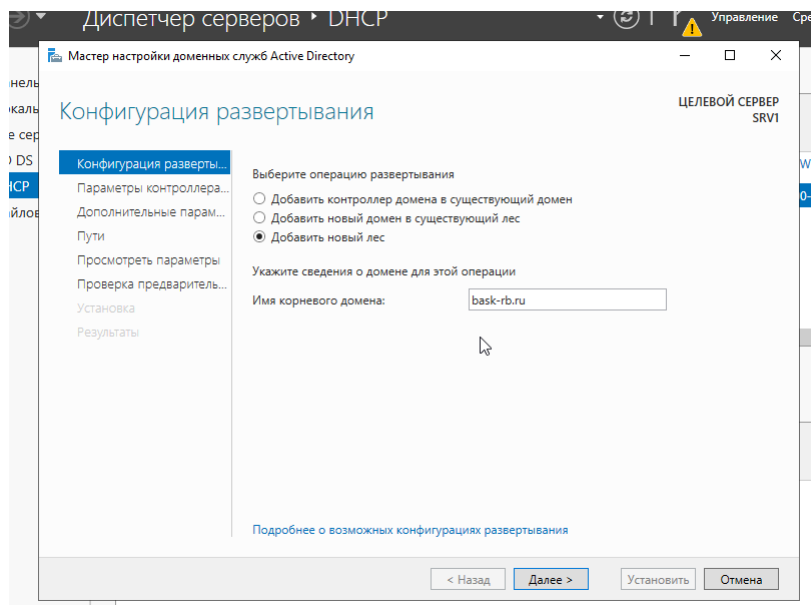 Диспетчер серверов ‣ DHCP
Управление
Мастер настройки доменных служб Active Directory
Конфигурация развертывания
ЦЕЛЕВОЙ СЕРВЕР
SRV1
Конфигурация разверты...
Параметры контроллера...
Дополнительные парам...
Пути
Просмотреть параметры
Проверка предваритель...
Установка
Результаты
Выберите операцию развертывания
Добавить контроллер домена в существующий домен
Добавить новый домен в существующий лес
Добавить новый лес
Укажите сведения о домене для этой операции
Имя корневого домена:
bask-rb.ru
Подробнее о возможных конфигурациях развертывания
< Назад
Далее >
Установить
Отмена